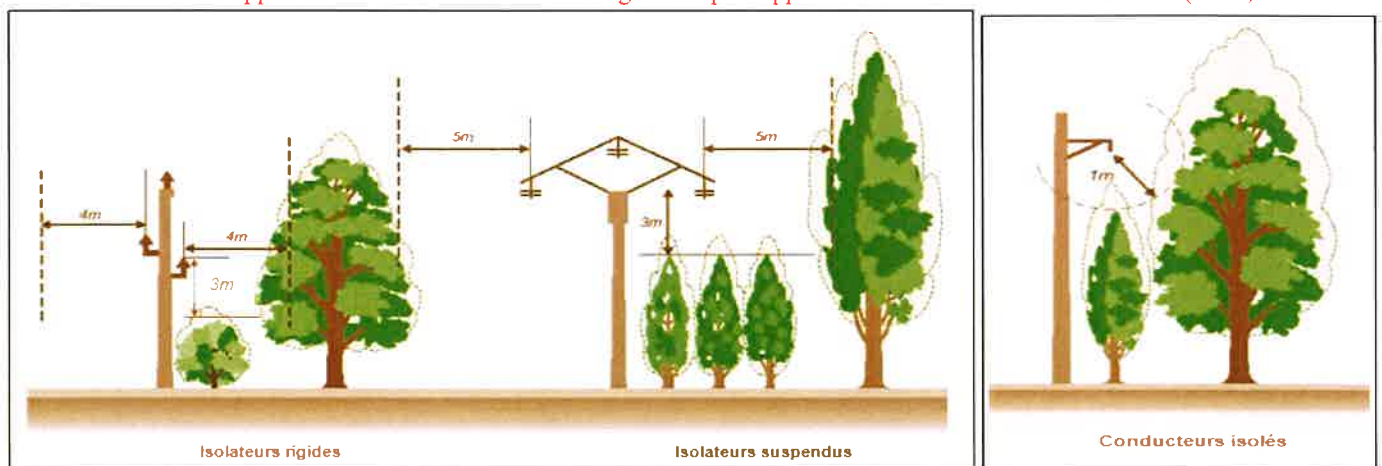 5m
5m
4m
4m
3m
3m
1m
Isolateurs rigides
Isolateurs suspendus
Conducteurs isolés